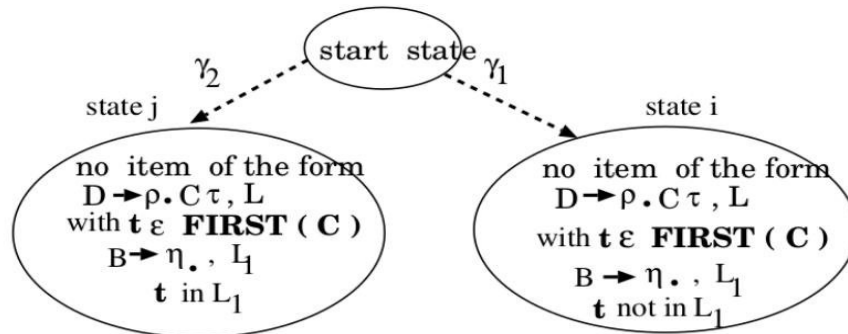 start state
γ2 γ1
state j
no item of the form
D → ρ . C τ , L
with t ε FIRST ( C )
B → η . , L1
t in L1
state i
no item of the form
D → ρ . C τ , L
with t ε FIRST ( C )
B → η . , L1
t not in L1